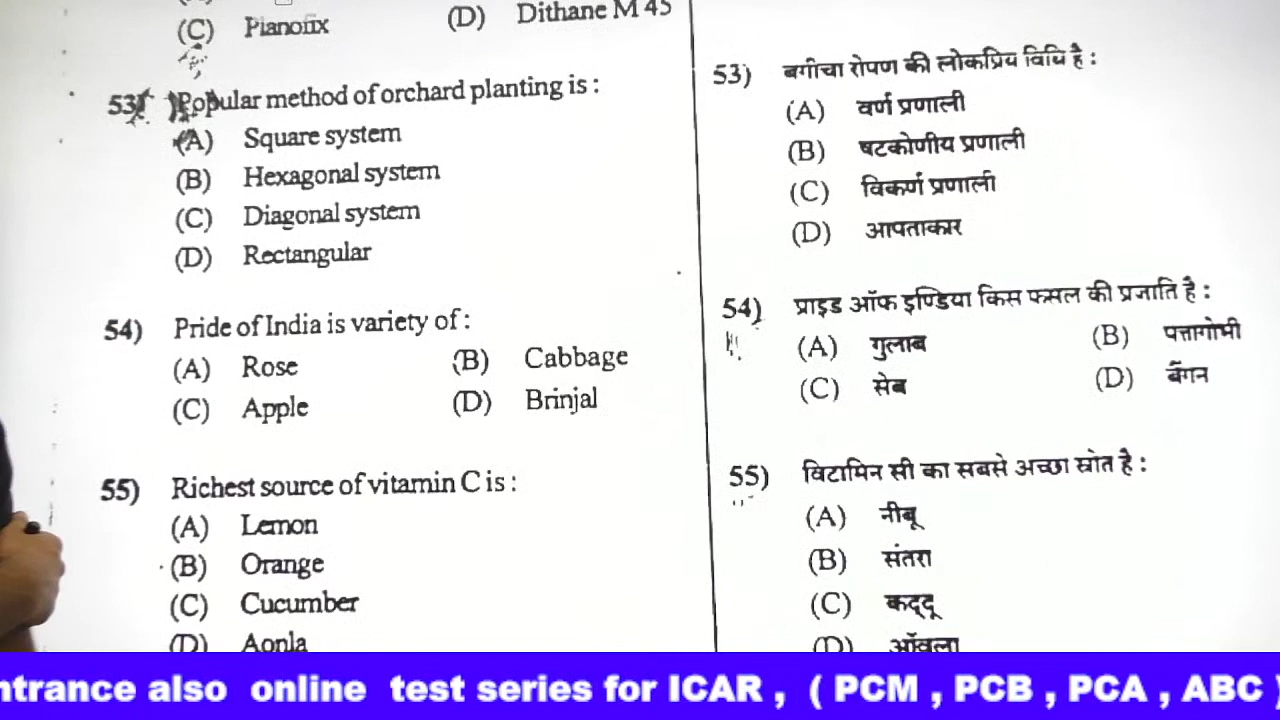 (C) Planofix (D) Dithane M 45
53) Popular method of orchard planting is :
(A) Square system
(B) Hexagonal system
(C) Diagonal system
(D) Rectangular
54) Pride of India is variety of :
(A) Rose (B) Cabbage
(C) Apple (D) Brinjal
55) Richest source of vitamin C is :
(A) Lemon
(B) Orange
(C) Cucumber
(D) Aonla
53) बगीचा रोपण की लोकप्रिय विधि है :
(A) वर्ण प्रणाली
(B) षटकोणीय प्रणाली
(C) विकर्ण प्रणाली
(D) आपताकार
54) प्राइड ऑफ इण्डिया किस फसल की प्रजाति है :
(A) गुलाब (B) पत्तागोभी
(C) सेब (D) बैंगन
55) विटामिन सी का सबसे अच्छा स्रोत है :
(A) नीबू
(B) संतरा
(C) कद्दू
(D) आँवला
ntrance also online test series for ICAR , ( PCM , PCB , PCA , ABC )